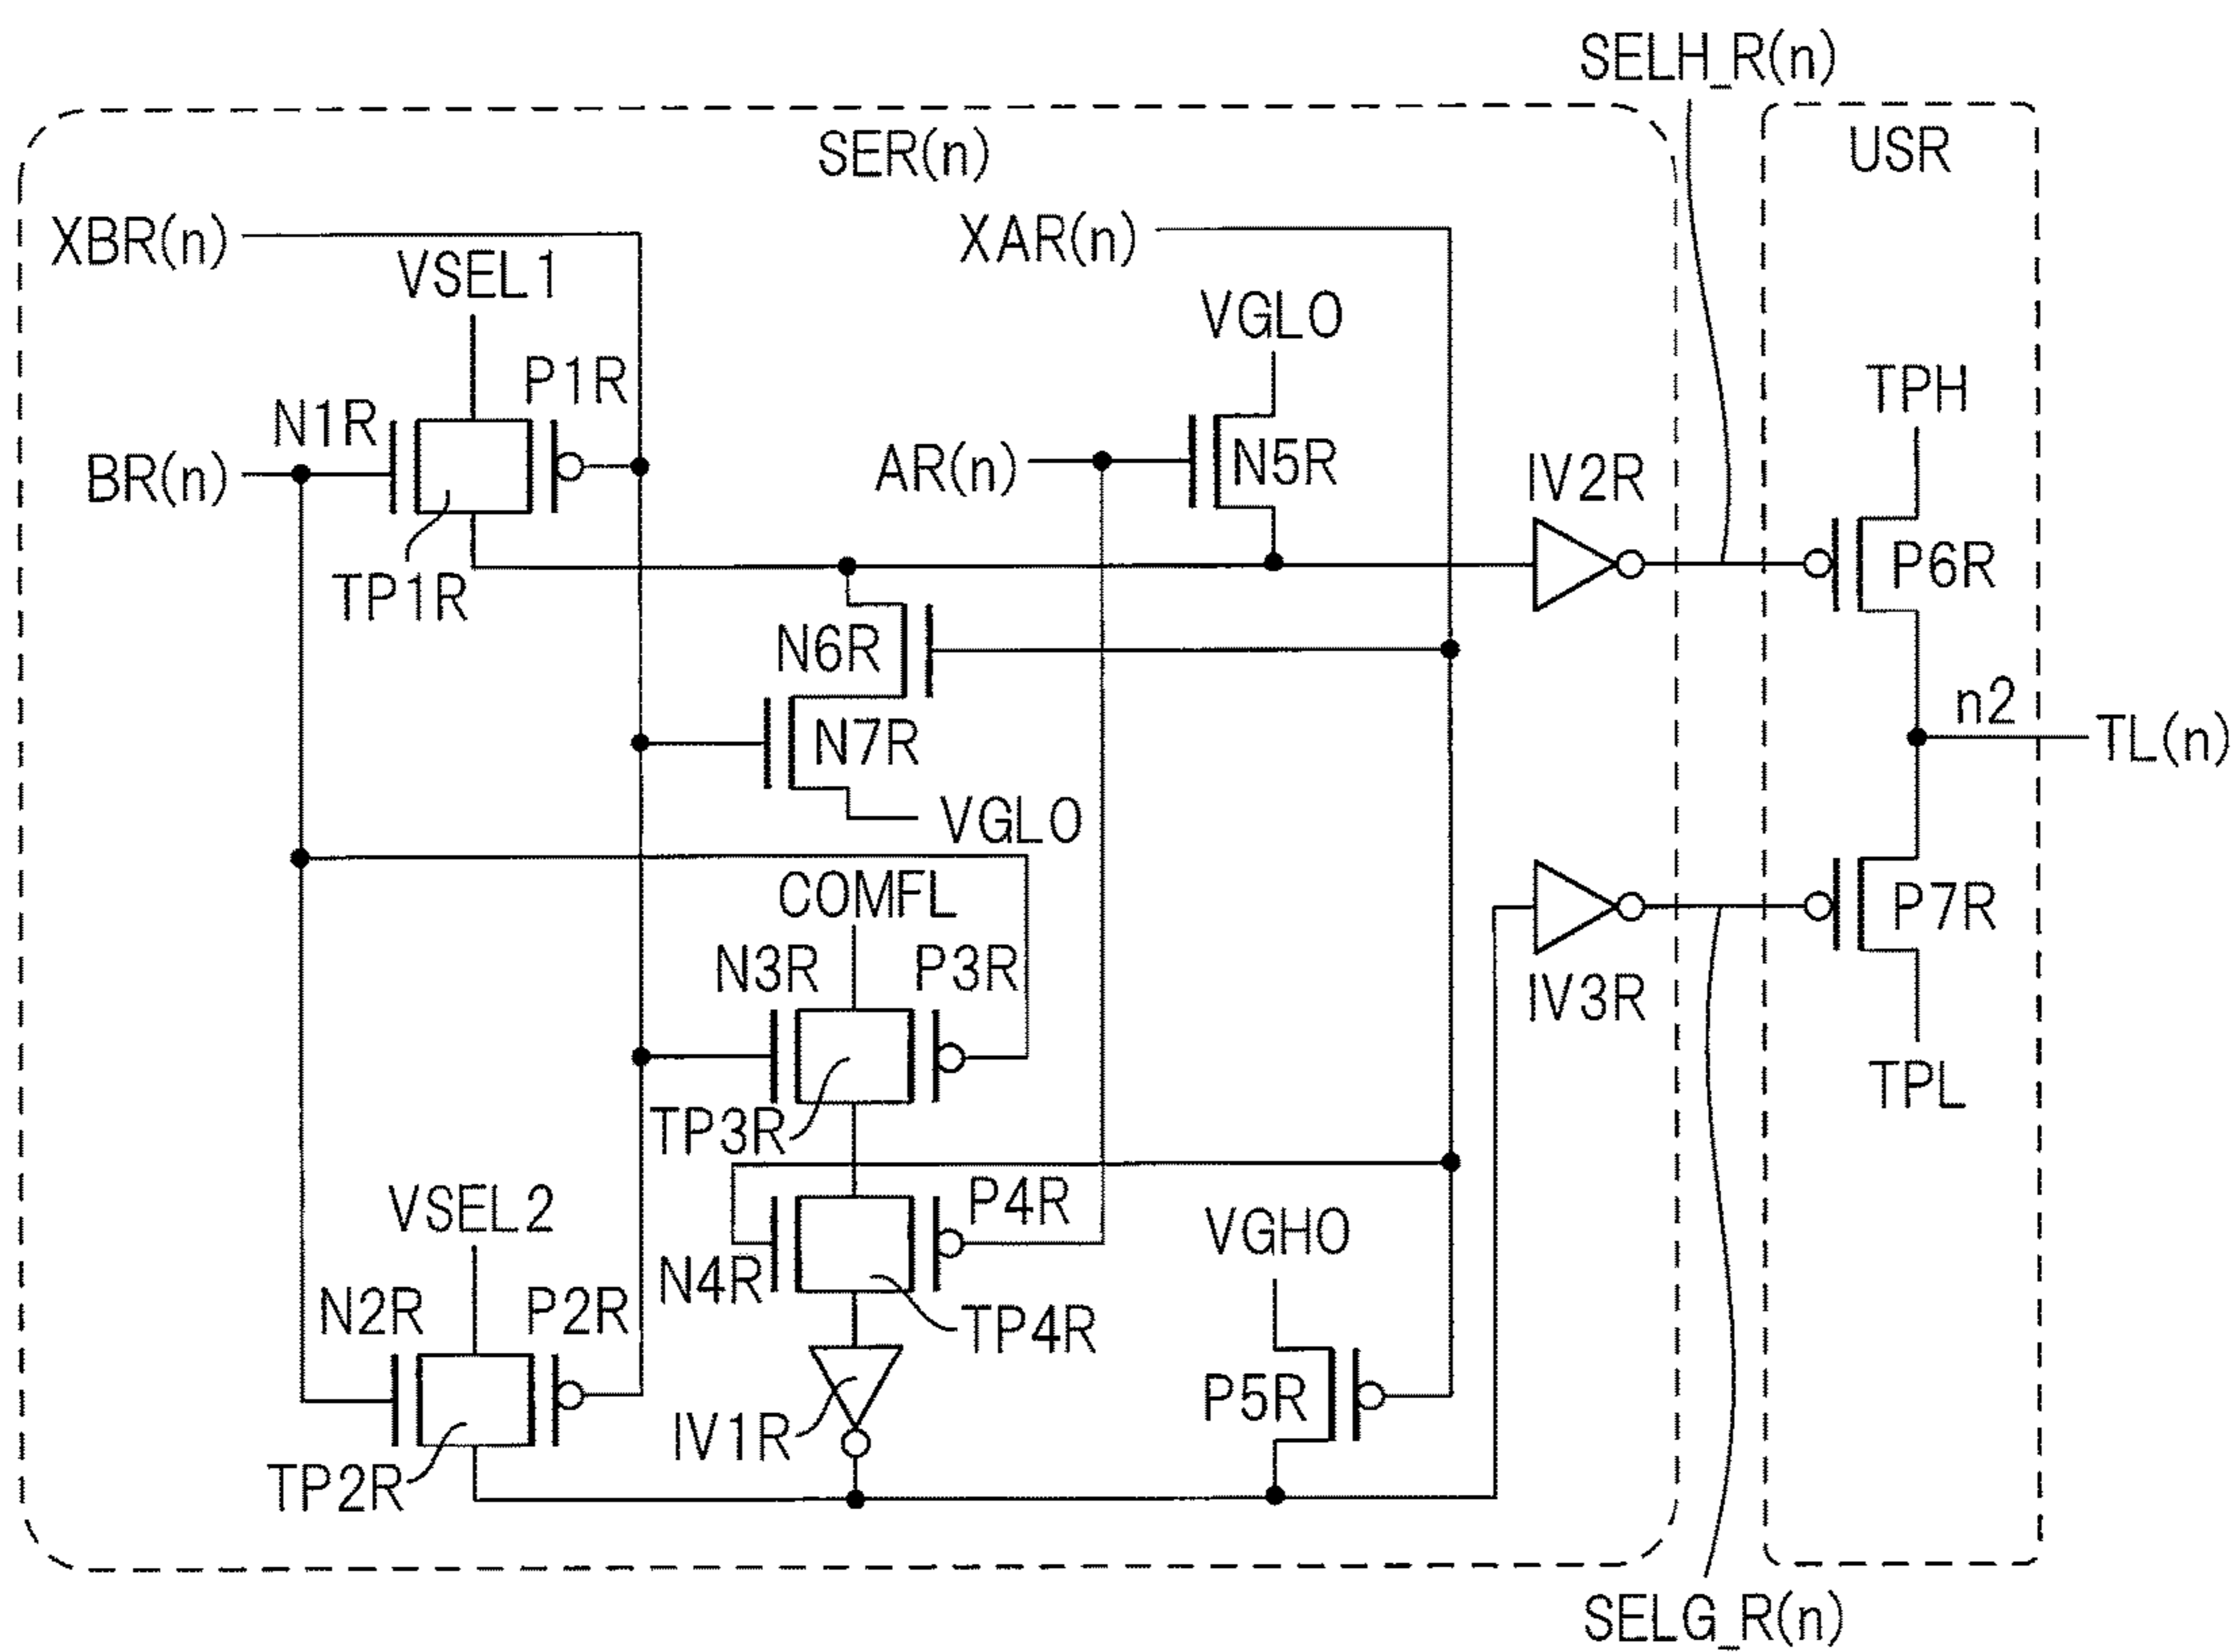 SELH_R(n)
SER(n)
USR
XBR(n)
XAR(n)
VSEL1
VGLO
P1R
TPH
N1R
BR(n)
AR(n)
N5R
IV2R
TP1R
P6R
N6R
n2
N7R
TL(n)
VGLO
COMFL
P7R
N3R
P3R
IV3R
TPL
TP3R
VSEL2
P4R
VGHO
N4R
N2R
P2R
TP4R
P5R
IV1R
TP2R
SELG_R(n)